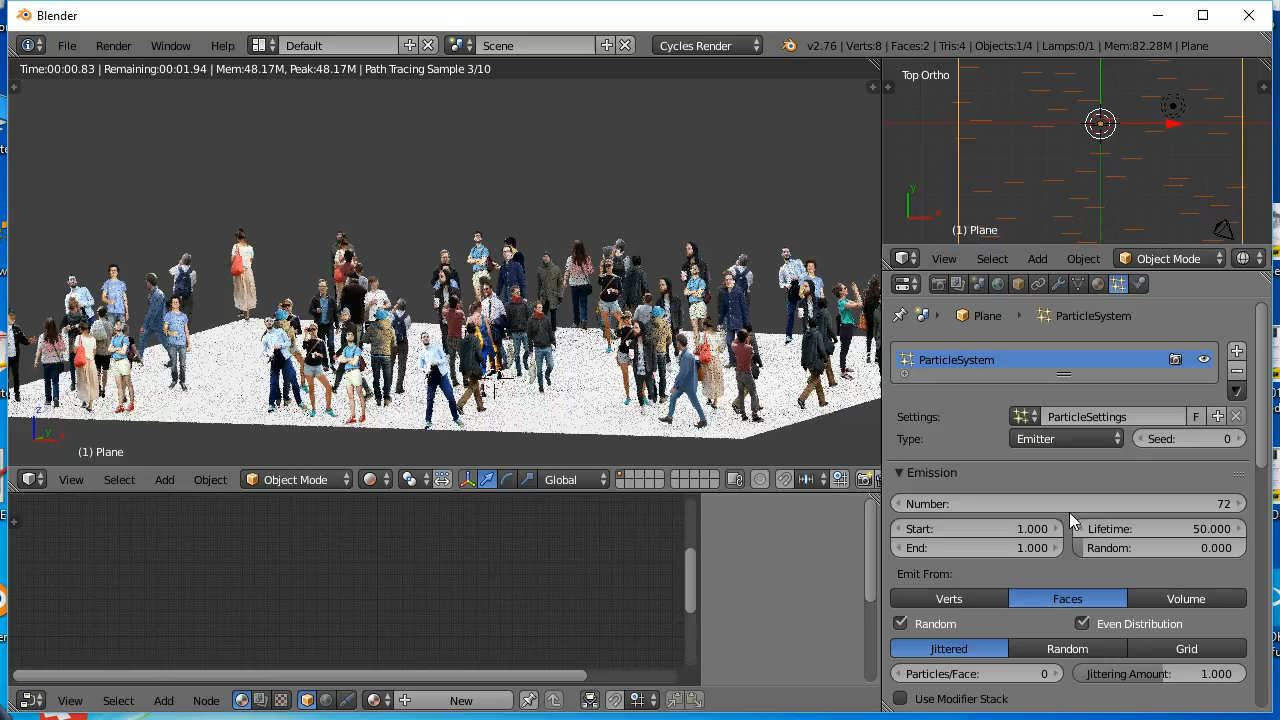 Blender
File Render Window Help Default Scene Cycles Render v2.76 | Verts:8 | Faces:2 | Tris:4 | Objects:1/4 | Lamps:0/1 | Mem:82.28M | Plane
Time:00:00.83 | Remaining:00:01.94 | Mem:48.17M, Peak:48.17M | Path Tracing Sample 3/10
Top Ortho
y
(1) Plane
View Select Add Object Object Mode
Plane ParticleSystem
ParticleSystem
Settings: ParticleSettings F
Type: Emitter Seed: 0
z
y x
(1) Plane
View Select Add Object Object Mode Global
Emission
Number: 72
Start: 1.000 Lifetime: 50.000
End: 1.000 Random: 0.000
Emit From:
Verts Faces Volume
Random Even Distribution
Jittered Random Grid
Particles/Face: 0 Jittering Amount: 1.000
Use Modifier Stack
View Select Add Node New